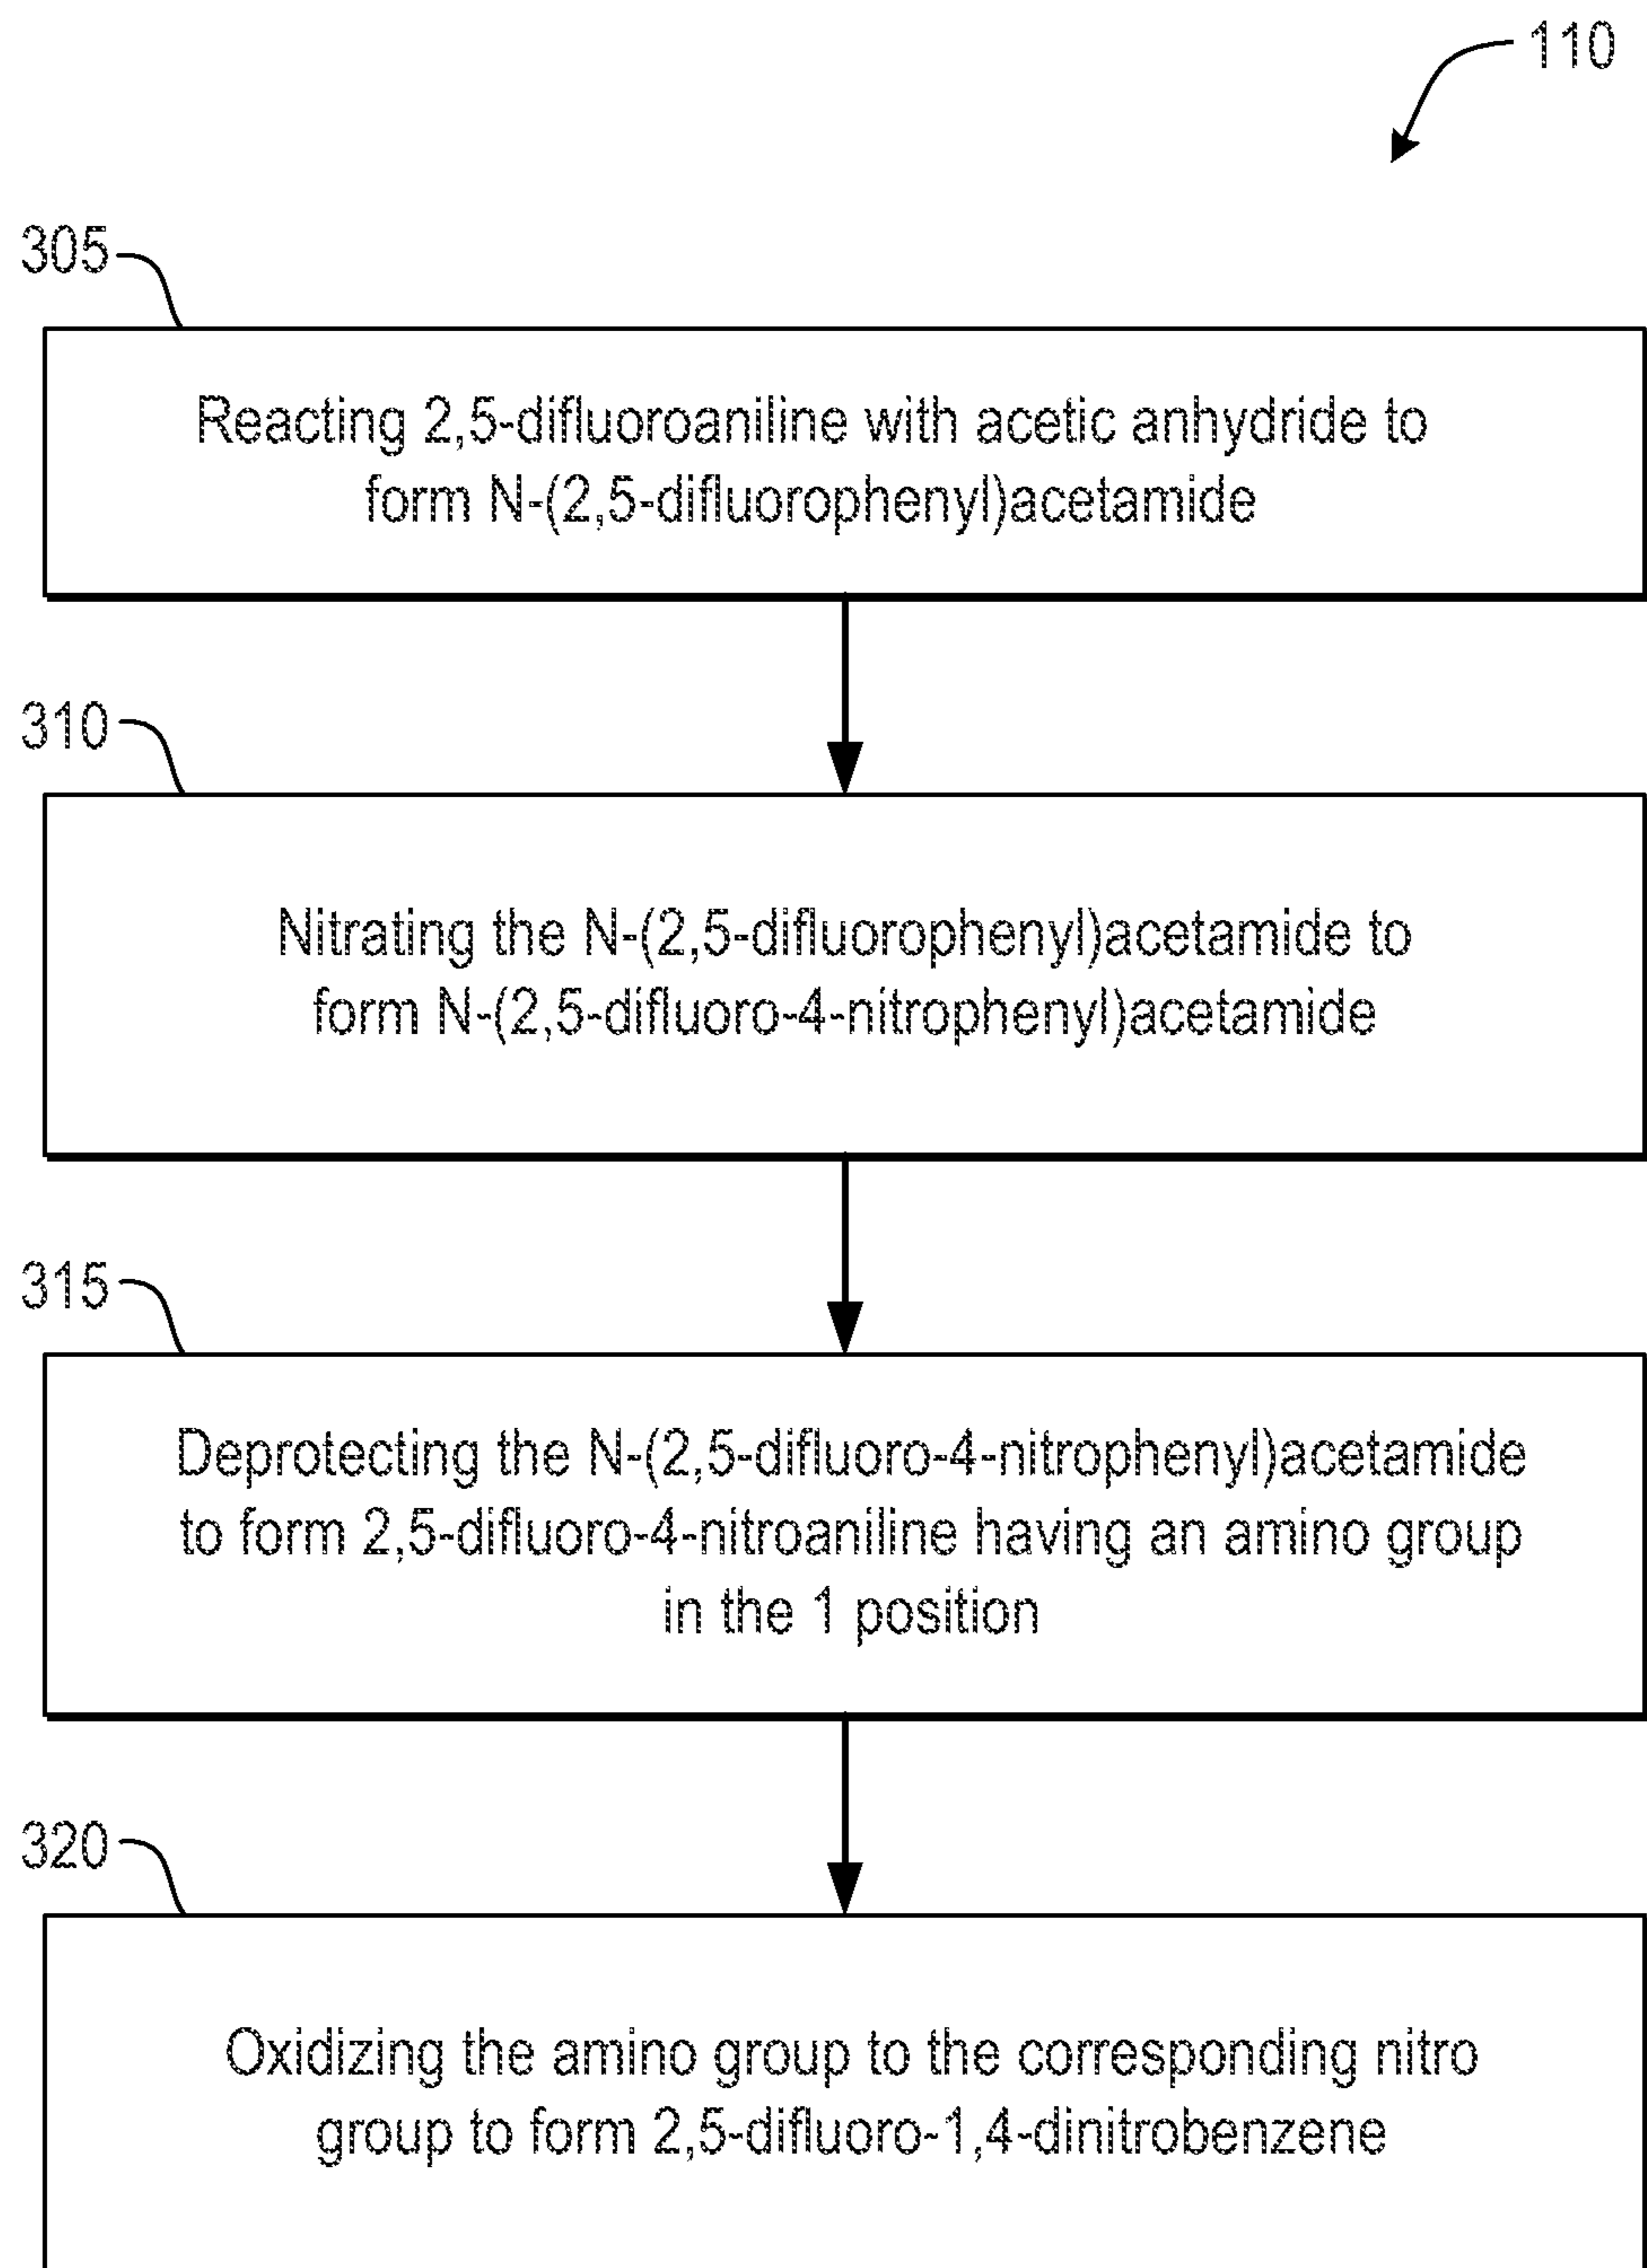 110
305
Reacting 2,5-difluoroaniline with acetic anhydride to
form N-(2,5-difluorophenyl)acetamide
310
Nitrating the N-(2,5-difluorophenyl)acetamide to
form N-(2,5-difluoro-4-nitrophenyl)acetamide
315
Deprotecting the N-(2,5-difluoro-4-nitrophenyl)acetamide
to form 2,5-difluoro-4-nitroaniline having an amino group
in the 1 position
320
Oxidizing the amino group to the corresponding nitro
group to form 2,5-difluoro-1,4-dinitrobenzene